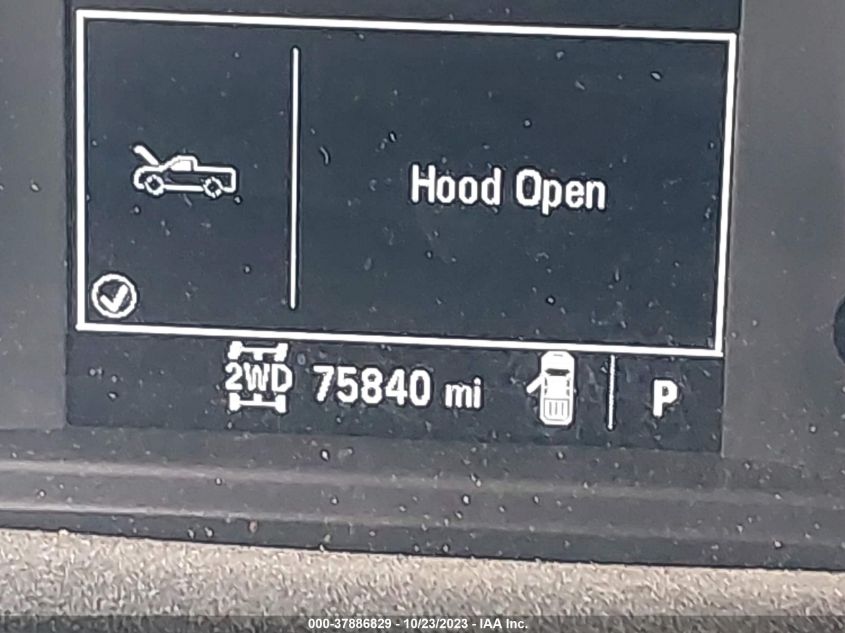 Hood Open
2WD 75840 mi P
000-37886829 - 10/23/2023 - IAA Inc.